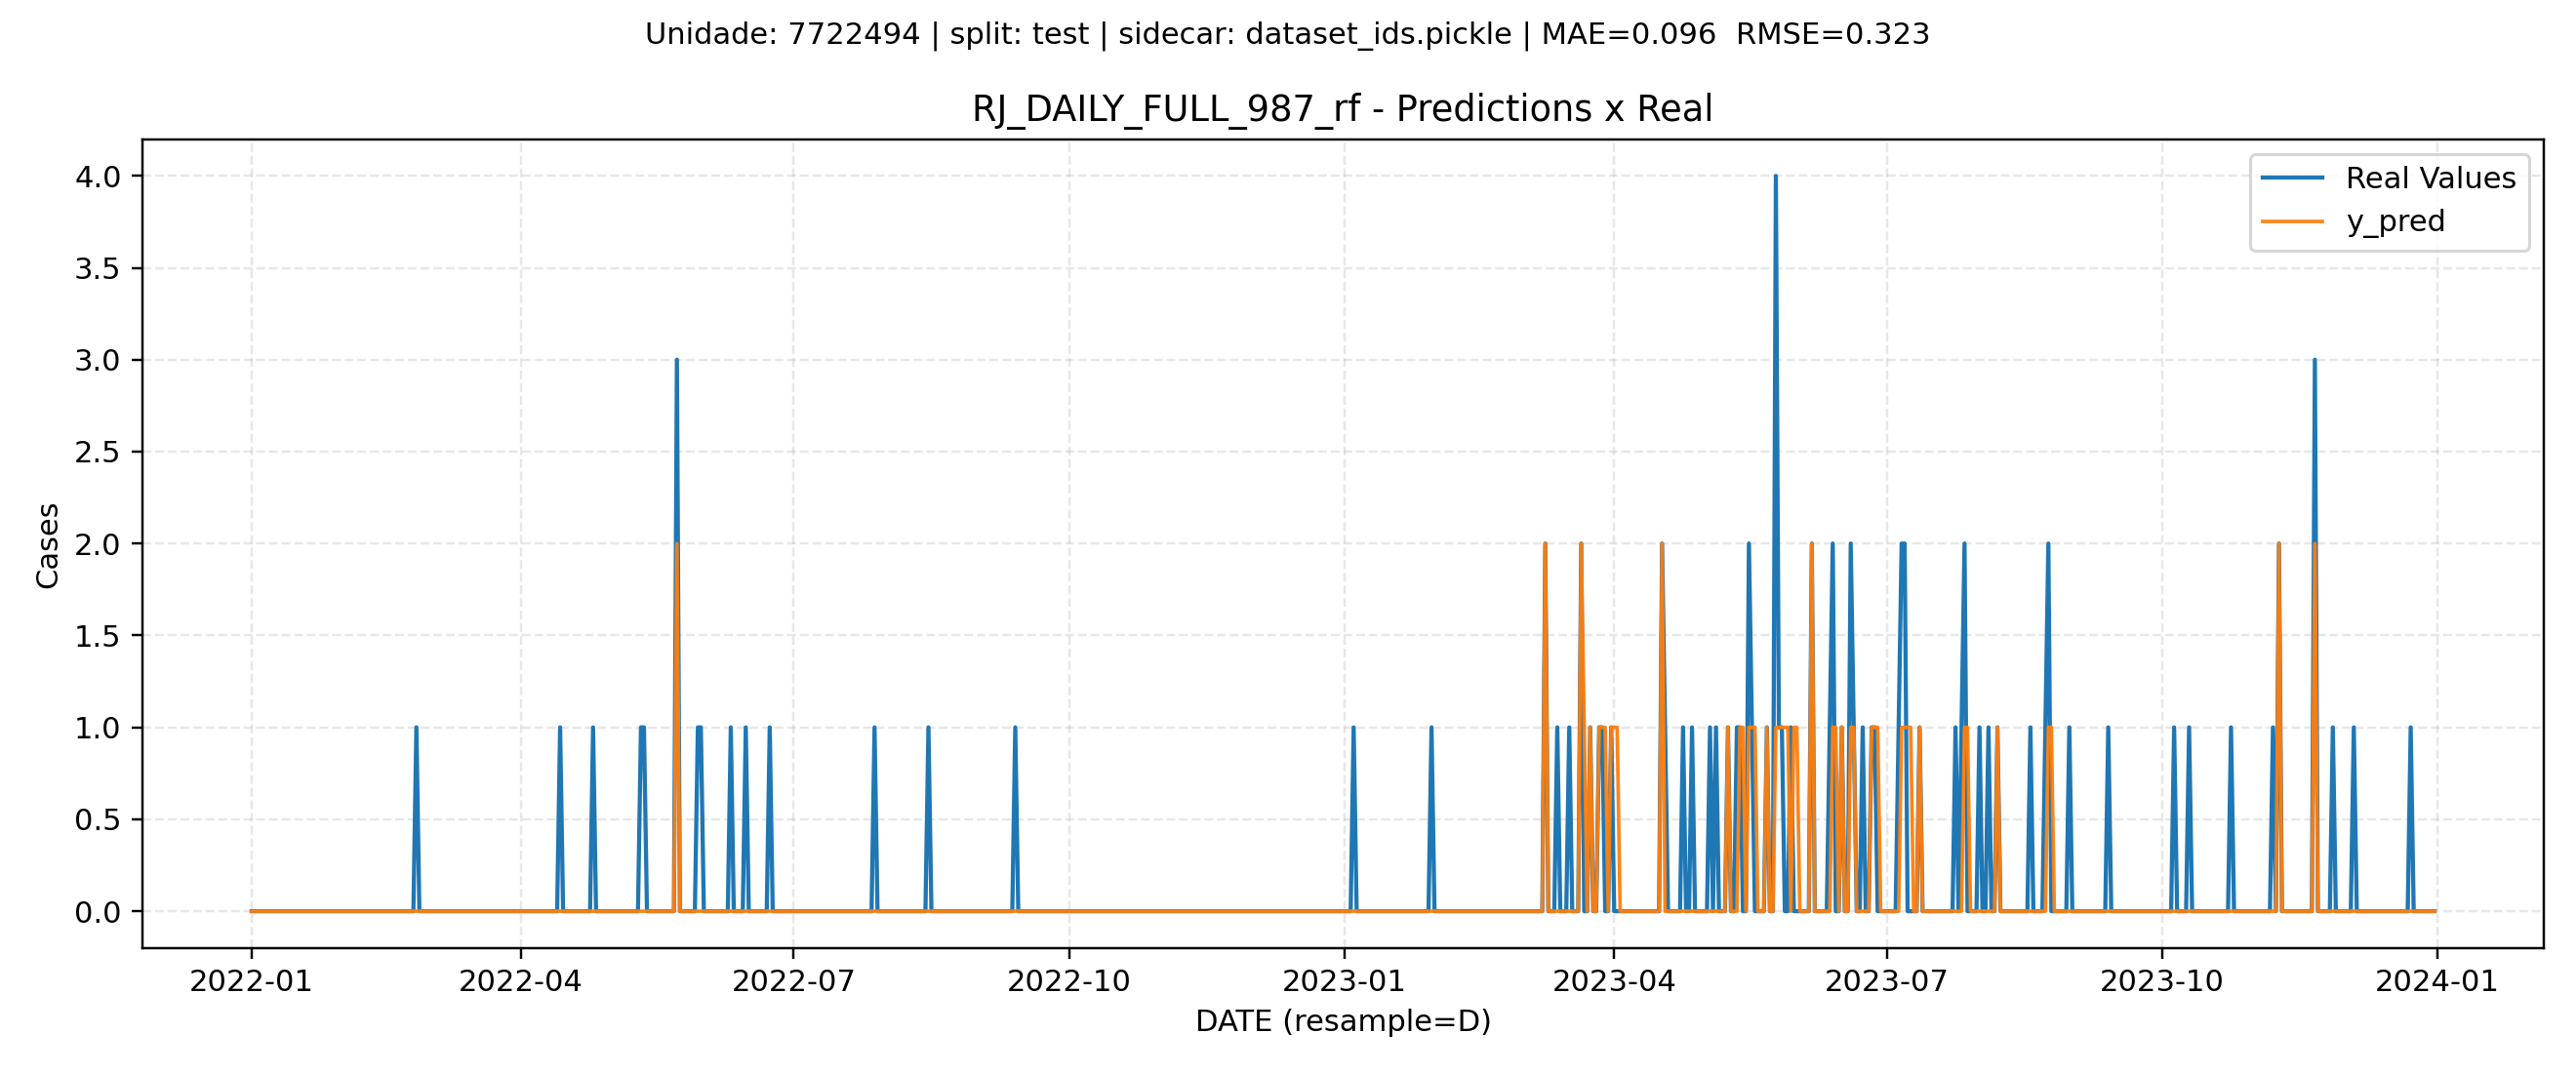 Unidade: 7722494 | split: test | sidecar: dataset_ids.pickle | MAE=0.096  RMSE=0.323
RJ_DAILY_FULL_987_rf - Predictions x Real
Real Values
y_pred
Cases
4.0
3.5
3.0
2.5
2.0
1.5
1.0
0.5
0.0
2022-01 2022-04 2022-07 2022-10 2023-01 2023-04 2023-07 2023-10 2024-01
DATE (resample=D)